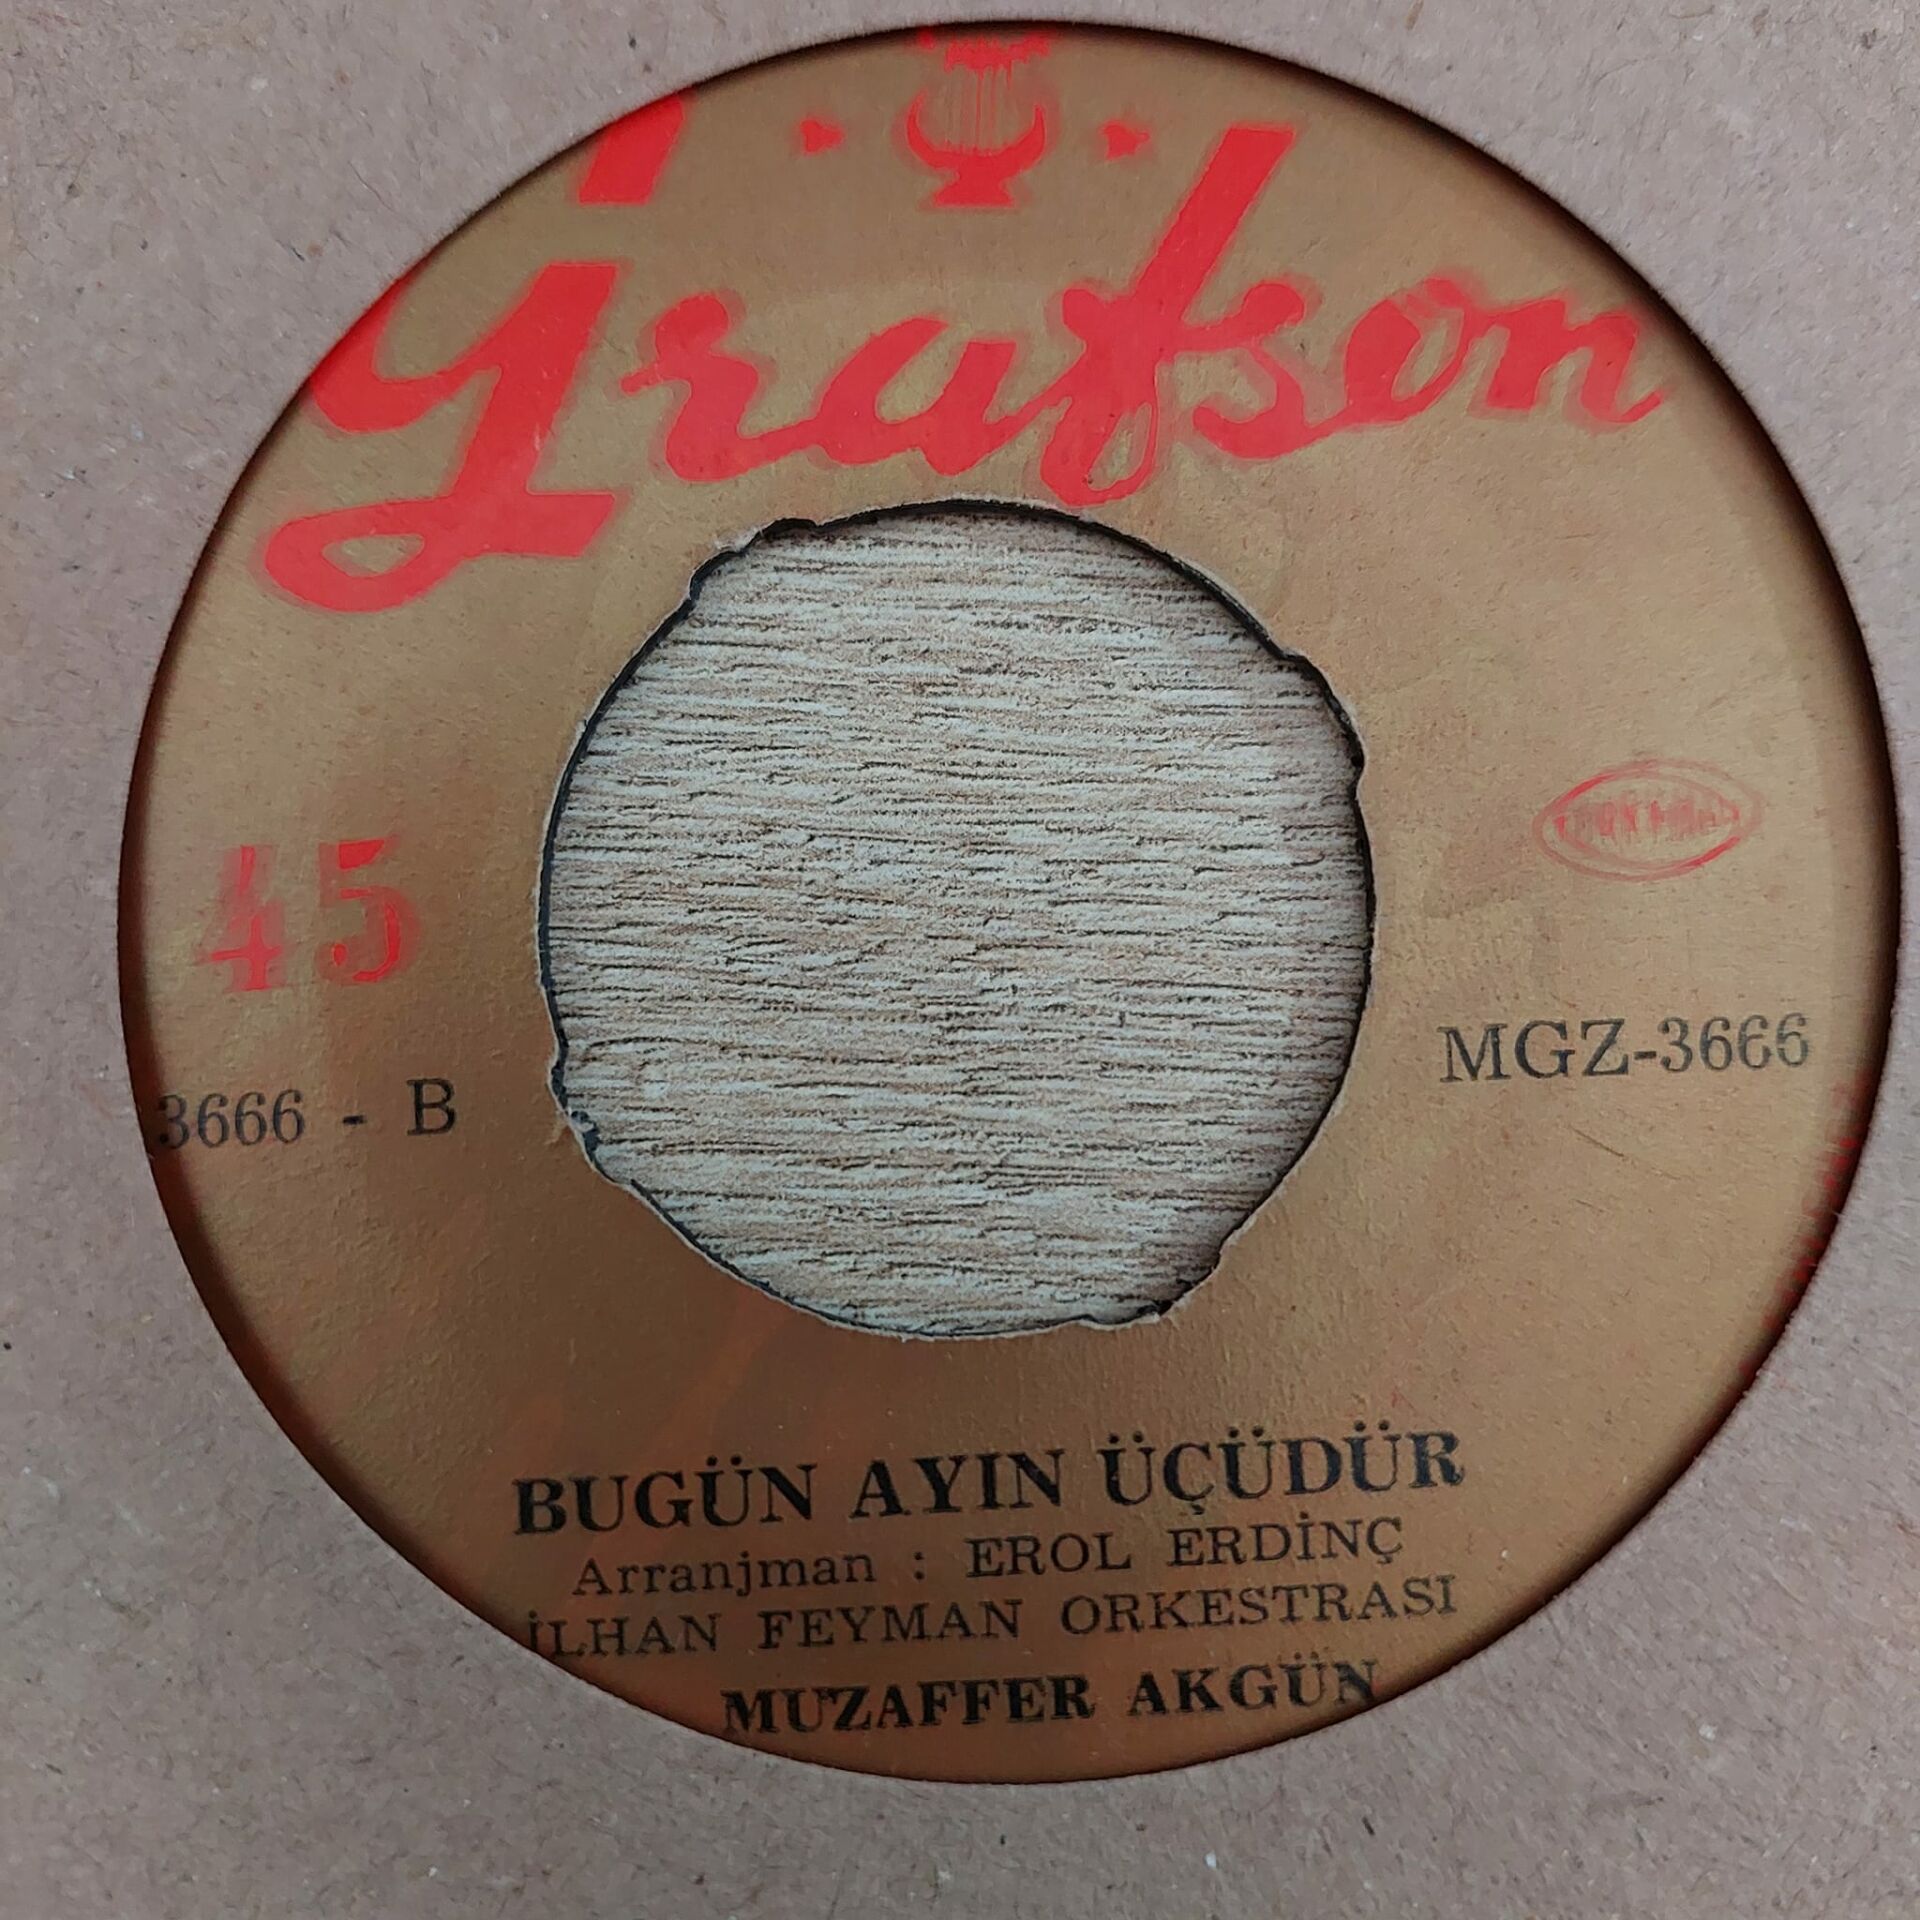 Grafson
45
3666 - B
MGZ-3666
BUGÜN AYIN ÜÇÜDÜR
Arranjman : EROL ERDİNÇ
İLHAN FEYMAN ORKESTRASI
MUZAFFER AKGÜN